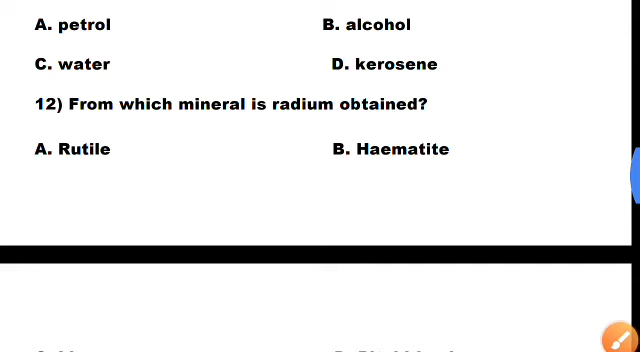 A. petrol B. alcohol
C. water D. kerosene
12) From which mineral is radium obtained?
A. Rutile B. Haematite